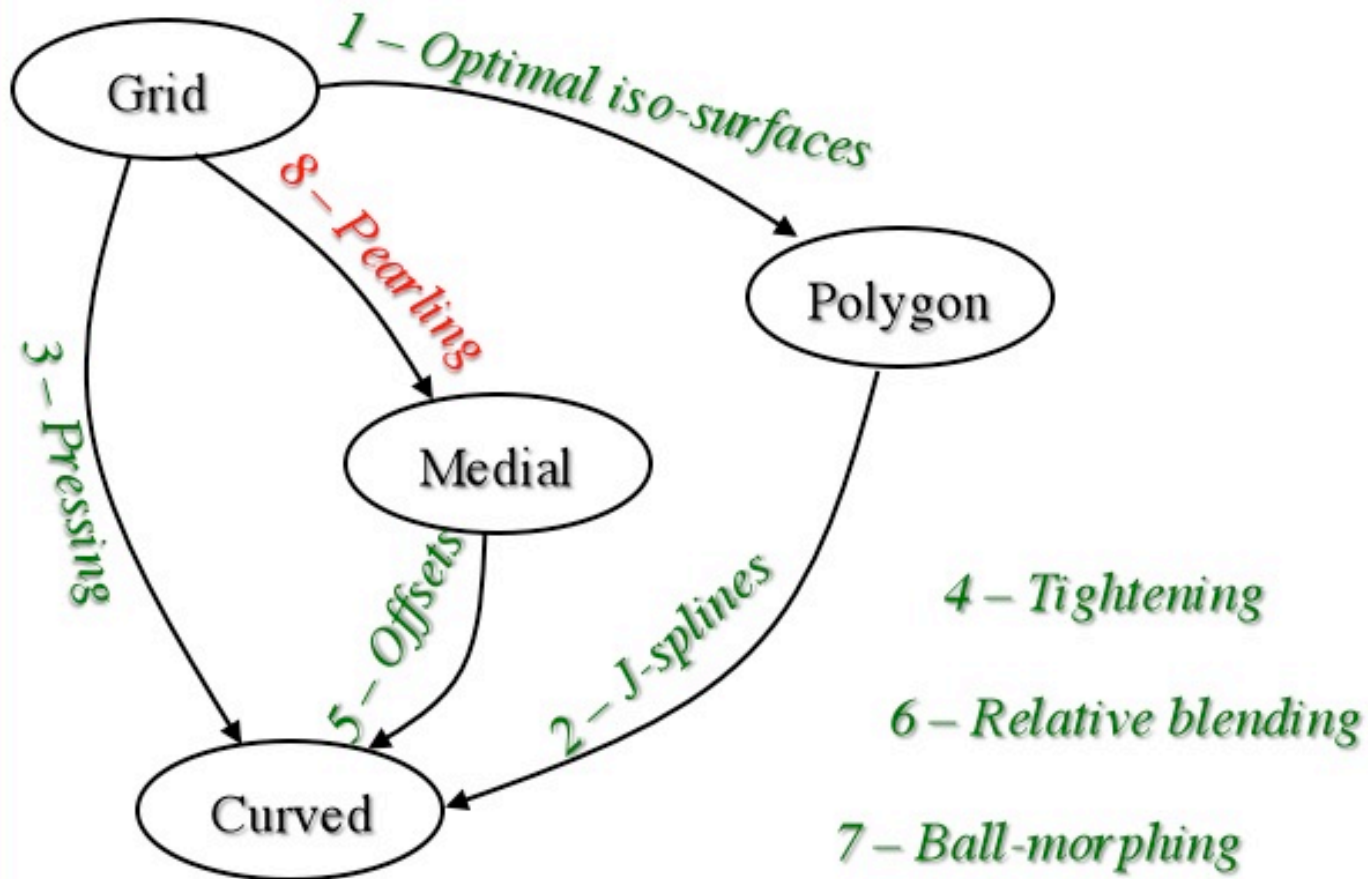 1 – Optimal iso-surfaces
Grid
8 – Pearling
Polygon
3 – Pressing
Medial
5 – Offsets
2 – J-splines
4 – Tightening
6 – Relative blending
Curved
7 – Ball-morphing